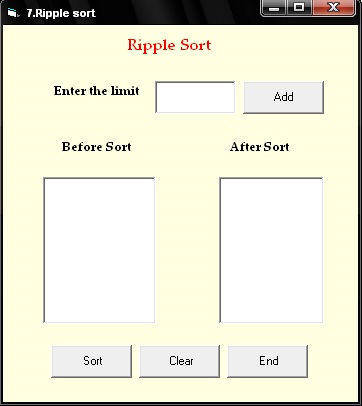 7.Ripple sort
Ripple Sort
Enter the limit
Add
Before Sort
After Sort
Sort
Clear
End